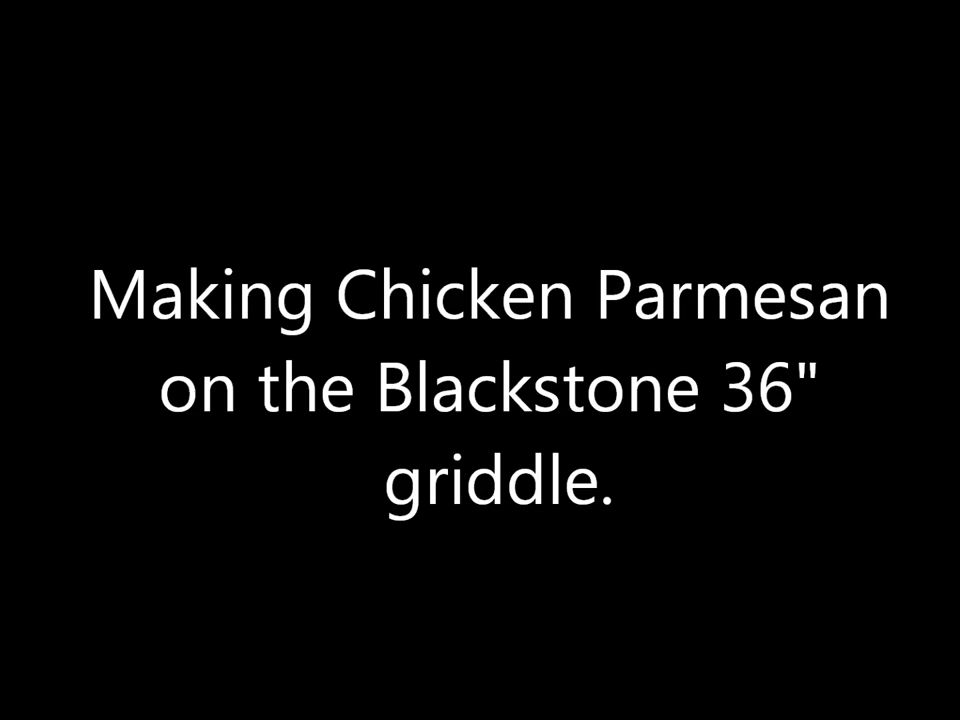 Making Chicken Parmesan
on the Blackstone 36"
griddle.